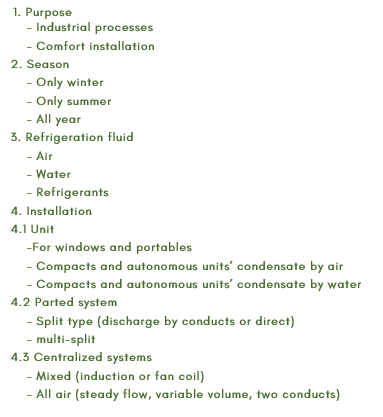 1. Purpose
- Industrial processes
- Comfort installation
2. Season
- Only winter
- Only summer
- All year
3. Refrigeration fluid
- Air
- Water
- Refrigerants
4. Installation
4.1 Unit
-For windows and portables
- Compacts and autonomous units' condensate by air
- Compacts and autonomous units' condensate by water
4.2 Parted system
- Split type (discharge by conducts or direct)
- multi-split
4.3 Centralized systems
- Mixed (induction or fan coil)
- All air (steady flow, variable volume, two conducts)